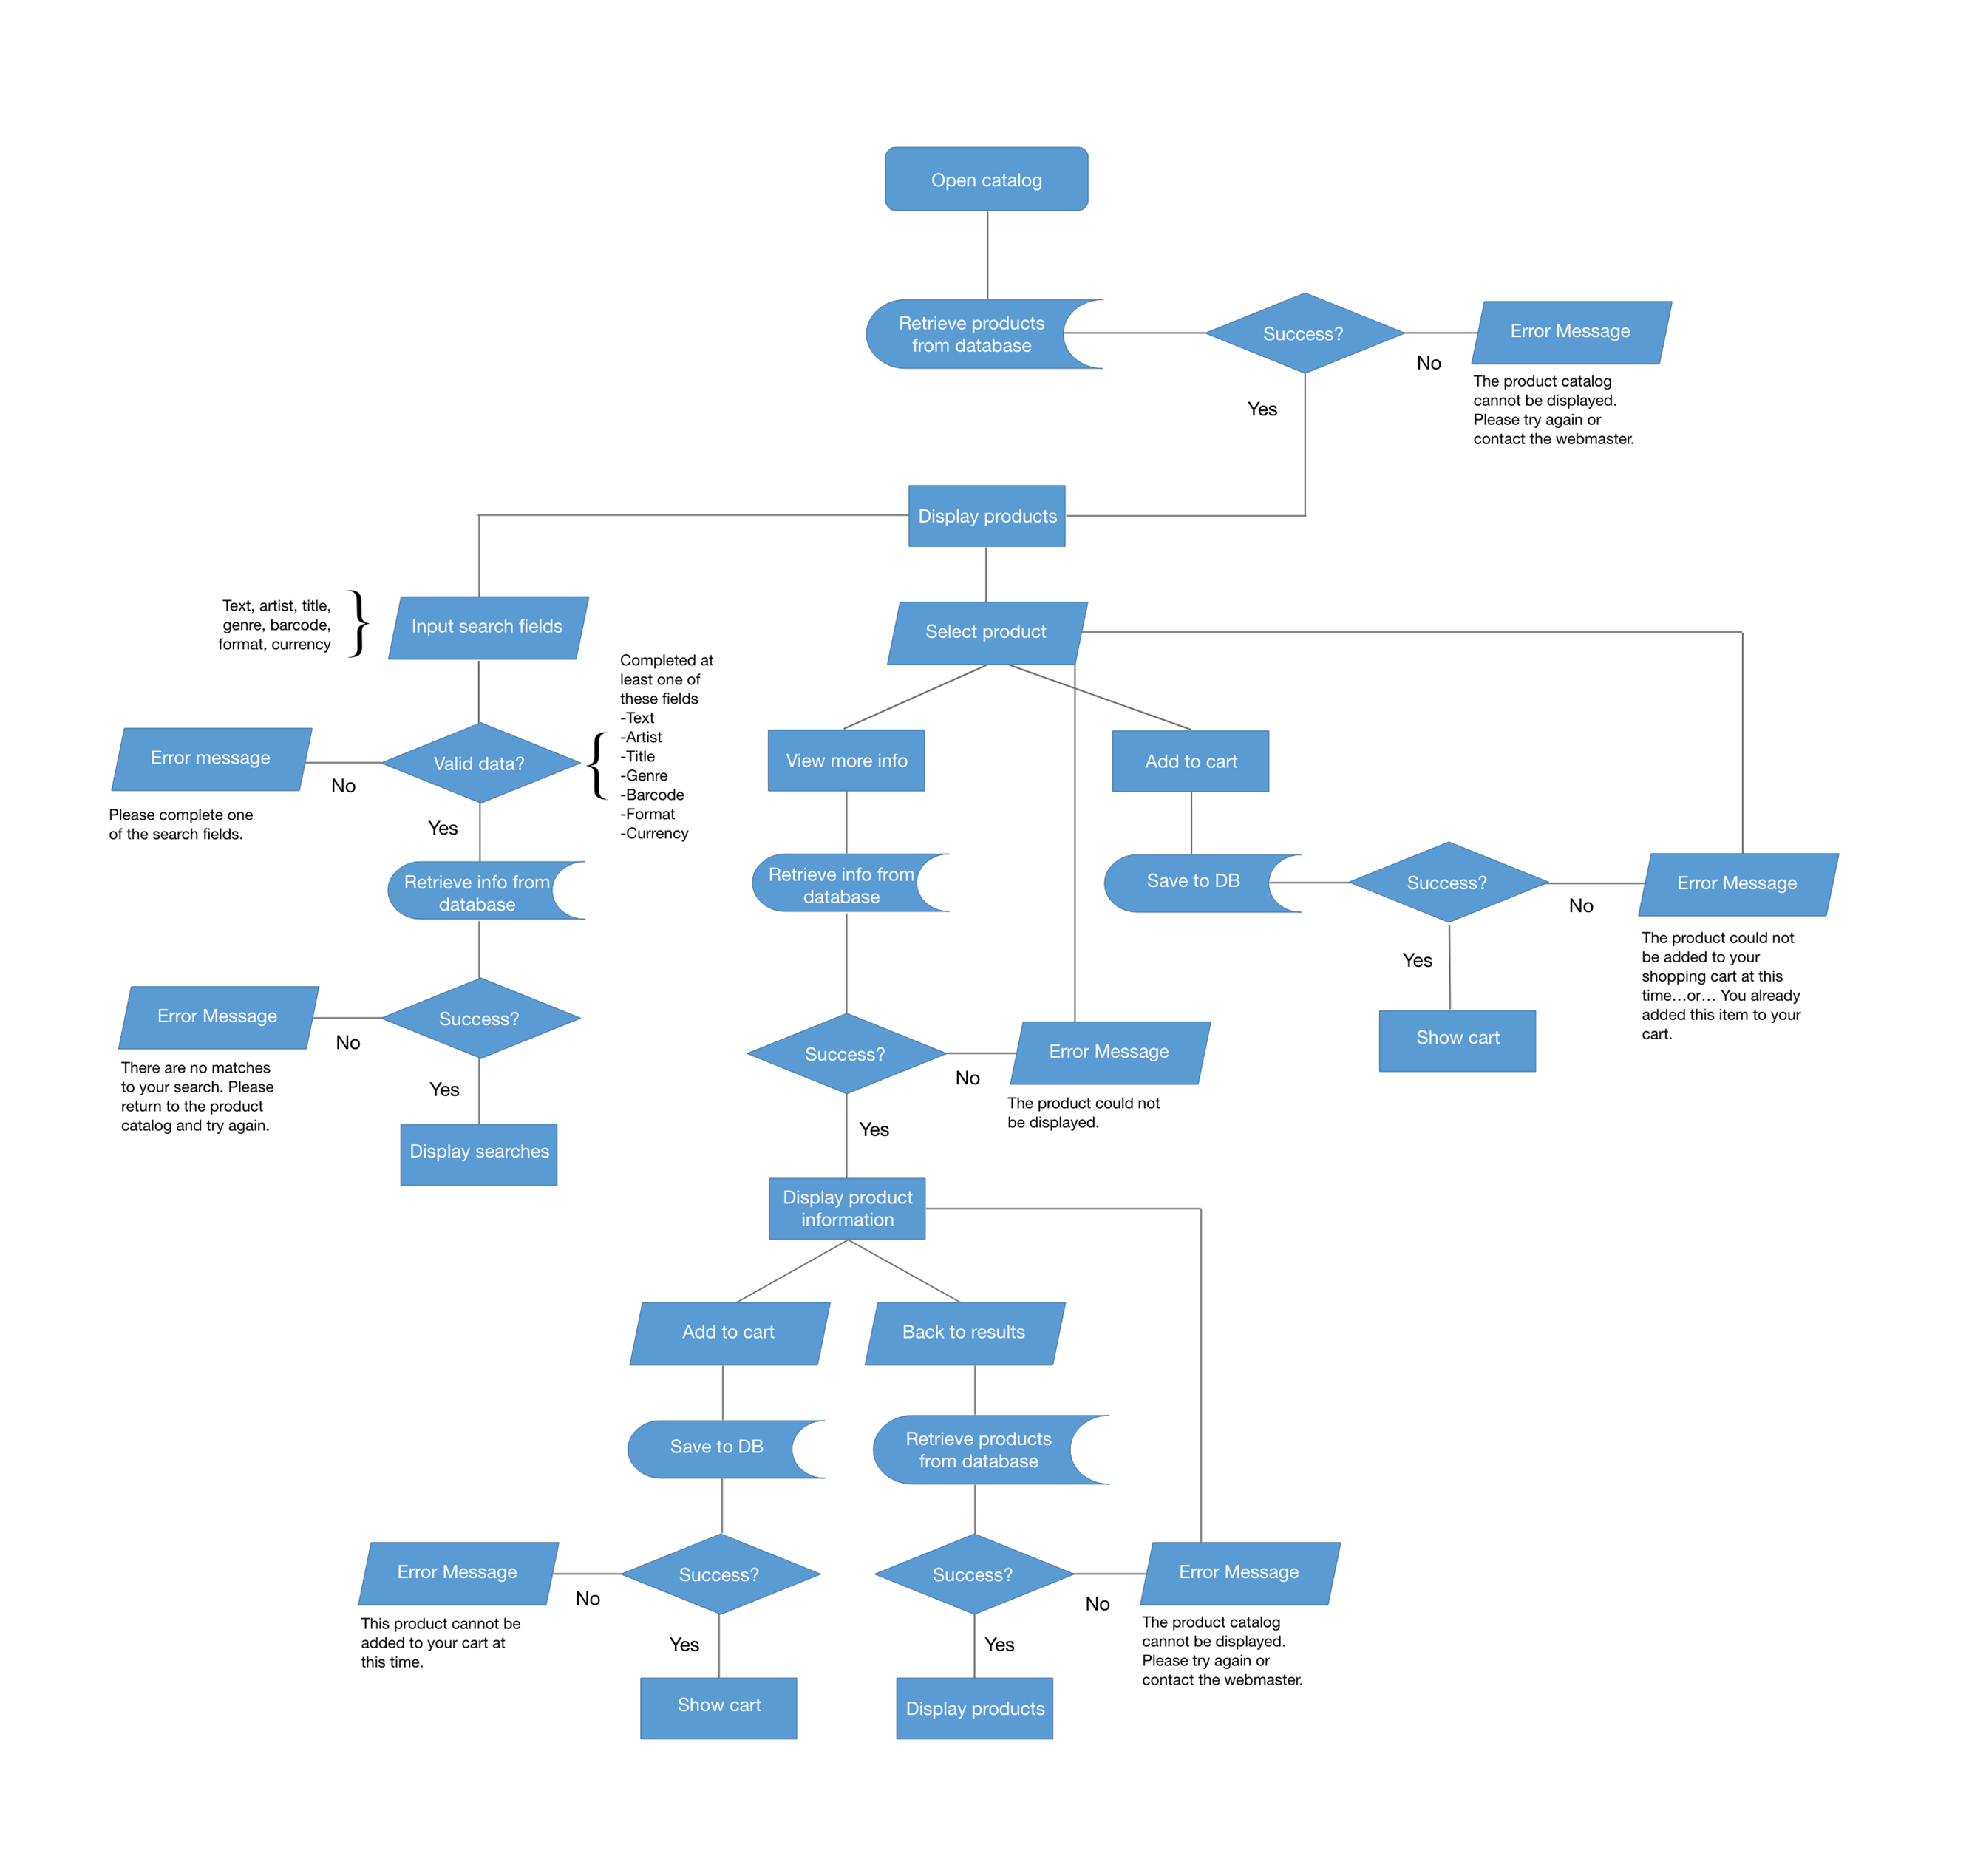 Open catalog
Retrieve products
from database
Success?
No
Error Message
The product catalog
cannot be displayed.
Please try again or
contact the webmaster.
Yes
Display products
Text, artist, title,
genre, barcode,
format, currency
Input search fields
Select product
Completed at
least one of
these fields
-Text
-Artist
-Title
-Genre
-Barcode
-Format
-Currency
Error message
No
Valid data?
Please complete one
of the search fields.
Yes
View more info
Add to cart
Retrieve info from
database
Retrieve info from
database
Save to DB
Success?
No
Error Message
The product could not
be added to your
shopping cart at this
time…or… You already
added this item to your
cart.
Yes
Show cart
Error Message
No
Success?
There are no matches
to your search. Please
return to the product
catalog and try again.
Yes
Display searches
Success?
No
Error Message
The product could not
be displayed.
Yes
Display product
information
Add to cart
Back to results
Save to DB
Retrieve products
from database
Error Message
No
Success?
This product cannot be
added to your cart at
this time.
Yes
Show cart
Success?
No
Error Message
The product catalog
cannot be displayed.
Please try again or
contact the webmaster.
Yes
Display products